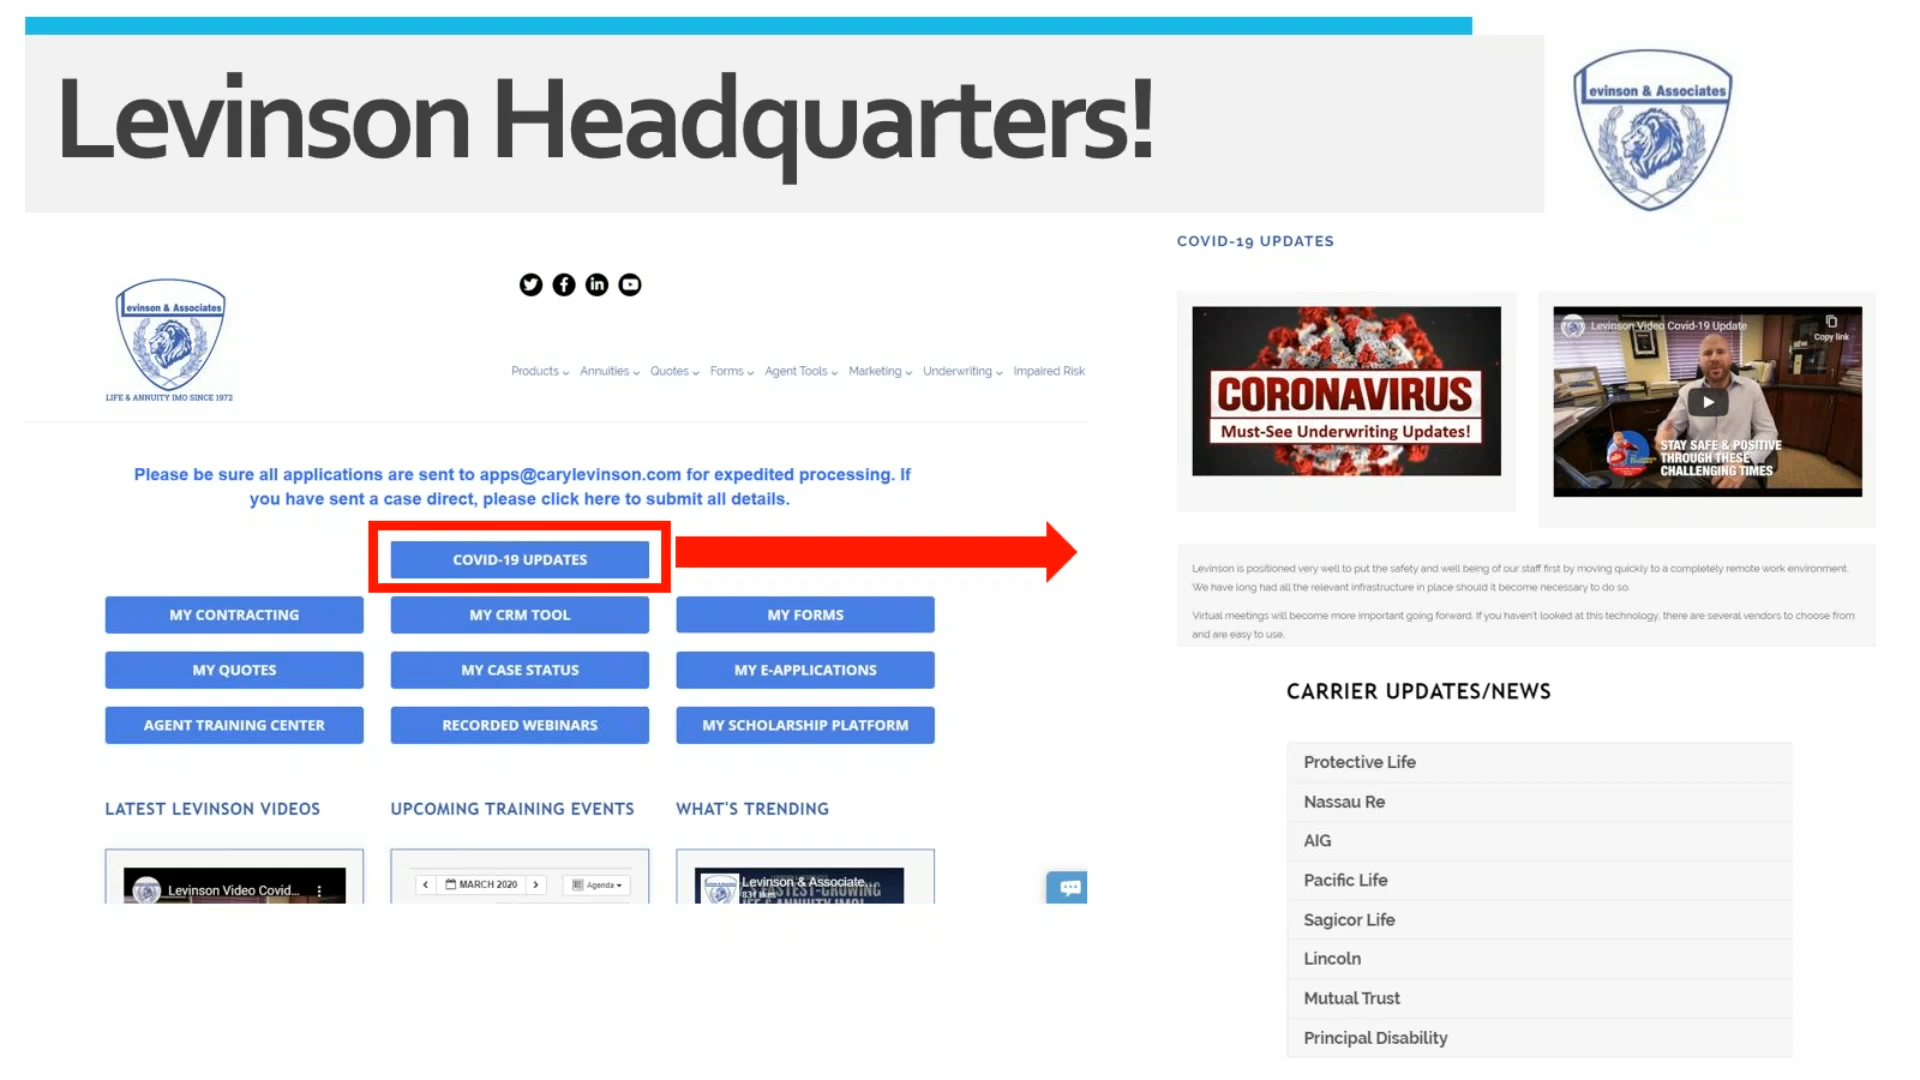 Levinson Headquarters!
evinson & Associates
evinson & Associates
LIFE & ANNUITY IMO SINCE 1972
Products Annuities Quotes Forms Agent Tools Marketing Underwriting Impaired Risk
Please be sure all applications are sent to apps@carylevinson.com for expedited processing. If
you have sent a case direct, please click here to submit all details.
COVID-19 UPDATES
MY CONTRACTING MY CRM TOOL MY FORMS
MY QUOTES MY CASE STATUS MY E-APPLICATIONS
AGENT TRAINING CENTER RECORDED WEBINARS MY SCHOLARSHIP PLATFORM
LATEST LEVINSON VIDEOS UPCOMING TRAINING EVENTS WHAT'S TRENDING
Levinson Video Covid...
MARCH 2020 Agenda
Levinson & Associate...
831 likes
FASTEST-GROWING
LIFE & ANNUITY IMO!
COVID-19 UPDATES
CORONAVIRUS
Must-See Underwriting Updates!
Levinson Video Covid-19 Update
Copy link
STAY SAFE & POSITIVE
THROUGH THESE
CHALLENGING TIMES
Levinson is positioned very well to put the safety and well being of our staff first by moving quickly to a completely remote work environment.
We have long had all the relevant infrastructure in place should it become necessary to do so.
Virtual meetings will become more important going forward. If you haven't looked at this technology, there are several vendors to choose from
and are easy to use.
CARRIER UPDATES/NEWS
Protective Life
Nassau Re
AIG
Pacific Life
Sagicor Life
Lincoln
Mutual Trust
Principal Disability